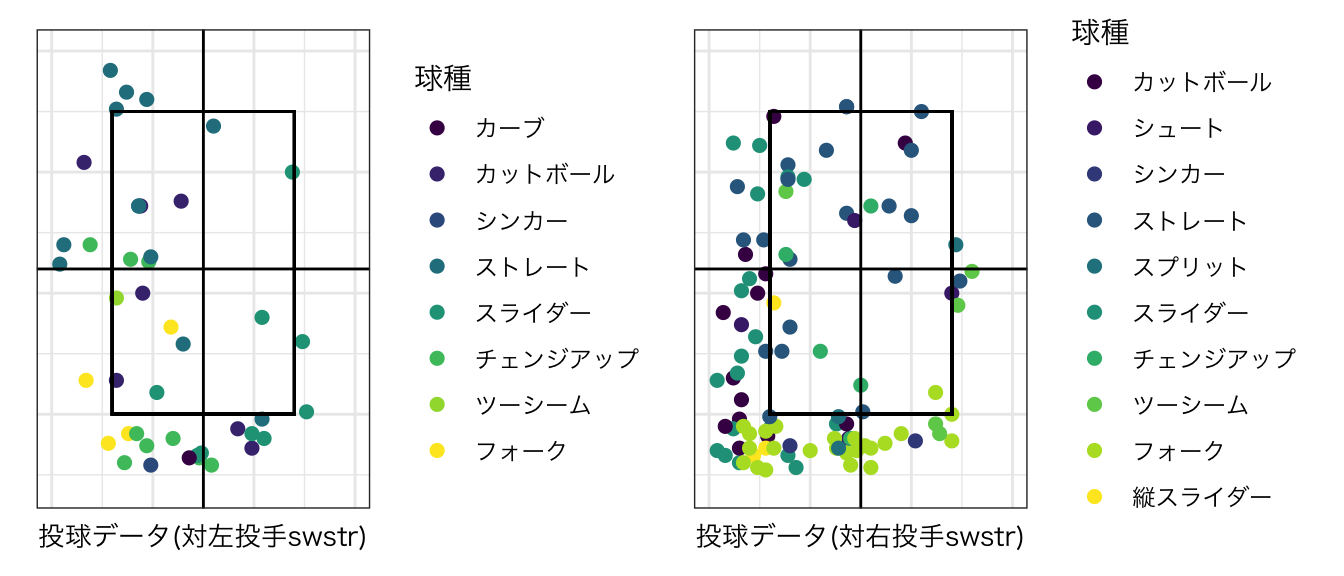 球種
カーブ
カットボール
シンカー
ストレート
スライダー
チェンジアップ
ツーシーム
フォーク
投球データ(対左投手swstr)
球種
カットボール
シュート
シンカー
ストレート
スプリット
スライダー
チェンジアップ
ツーシーム
フォーク
縦スライダー
投球データ(対右投手swstr)